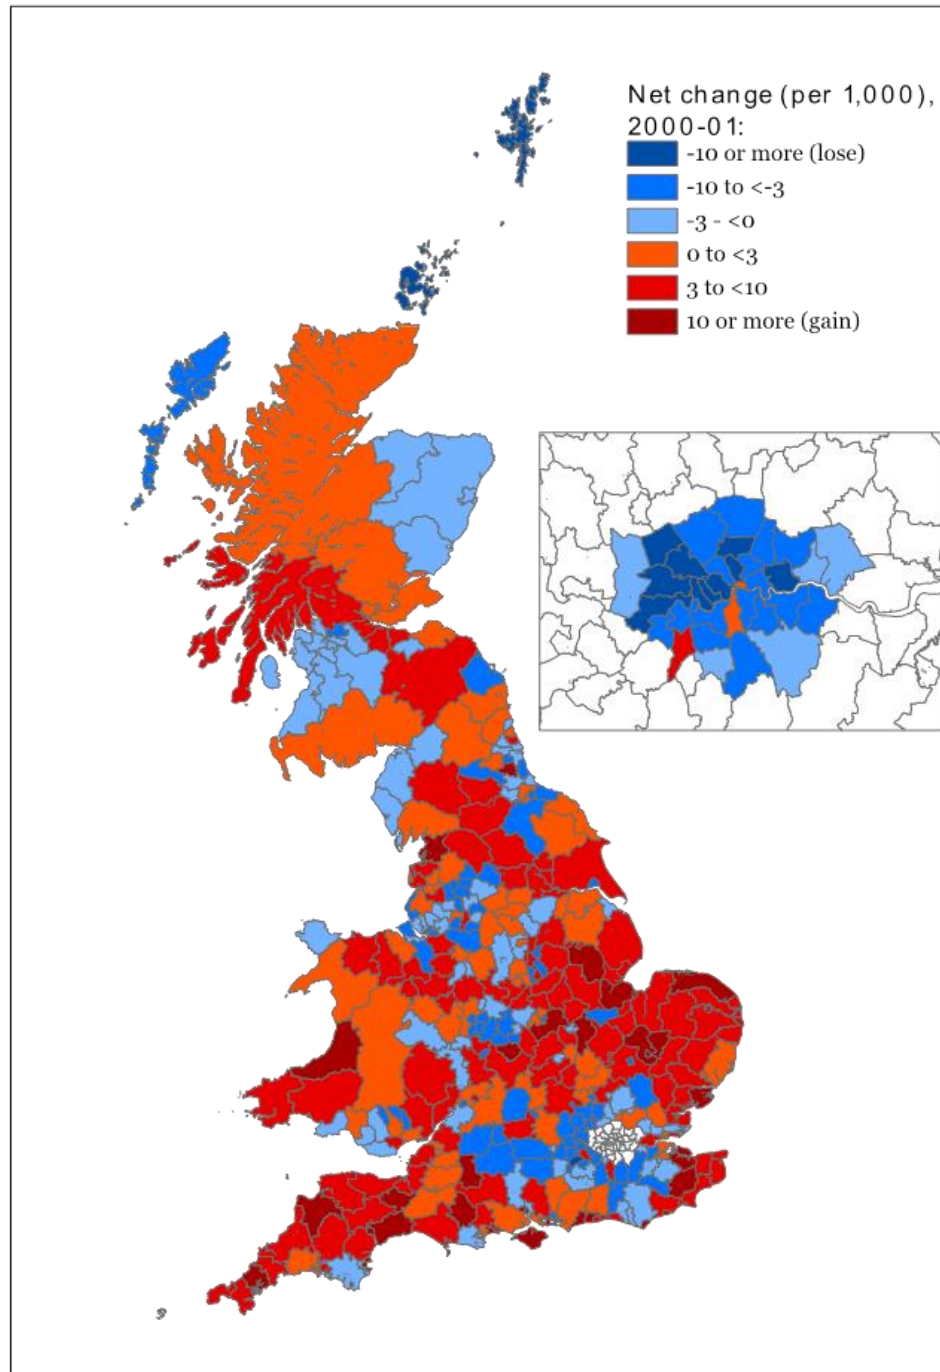 Net change (per 1,000),
2000-01:
-10 or more (lose)
-10 to <-3
-3 - <0
0 to <3
3 to <10
10 or more (gain)